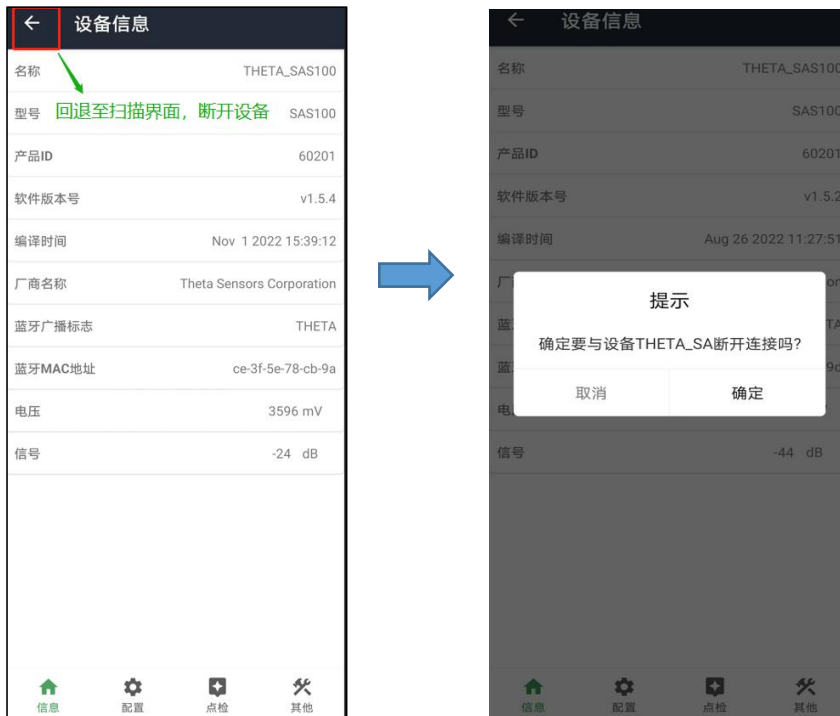 设备信息
名称 THETA_SAS100
回退至扫描界面，断开设备
型号 SAS100
产品ID 60201
软件版本号 v1.5.4
编译时间 Nov 1 2022 15:39:12
厂商名称 Theta Sensors Corporation
蓝牙广播标志 THETA
蓝牙MAC地址 ce-3f-5e-78-cb-9a
电压 3596 mV
信号 -24 dB
信息 配置 点检 其他
设备信息
名称 THETA_SAS100
型号 SAS100
产品ID 60201
软件版本号 v1.5.2
编译时间 Aug 26 2022 11:27:51
提示
确定要与设备THETA_SA断开连接吗?
取消 确定
信号 -44 dB
信息 配置 点检 其他